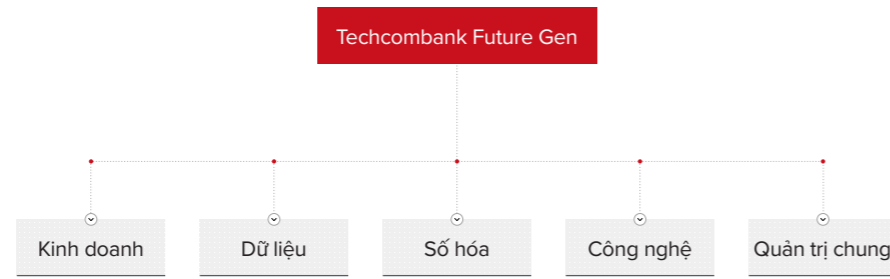 Techcombank Future Gen
Kinh doanh
Dữ liệu
Số hóa
Công nghệ
Quản trị chung